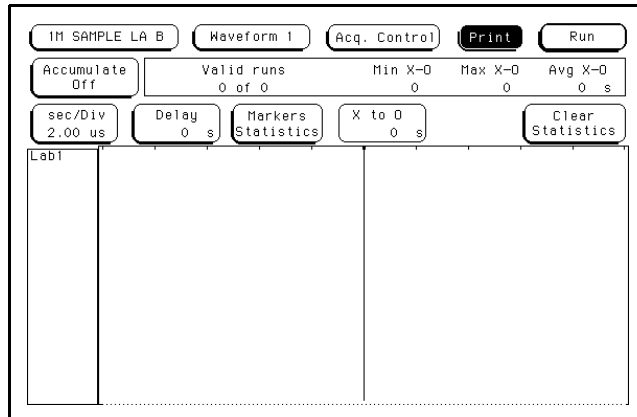 1M SAMPLE LA B Waveform 1 Acq. Control Print Run
Accumulate Off
Valid runs Min X-O Max X-O Avg X-O
0 of 0 0 0 0 s
sec/Div 2.00 us
Delay 0 s
Markers Statistics
X to O 0 s
Clear Statistics
Lab1